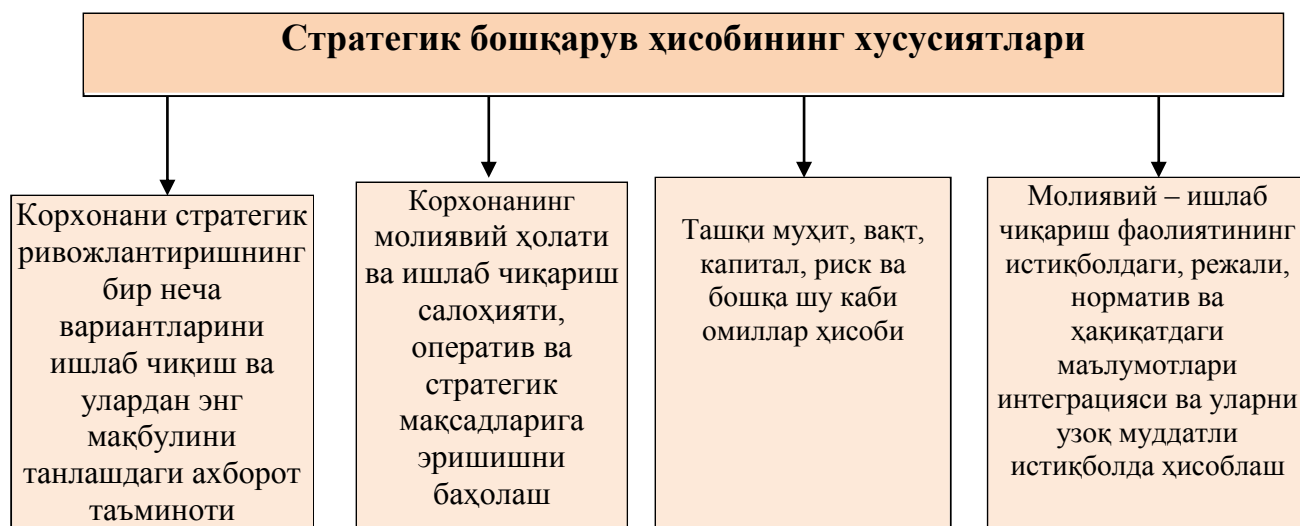 Стратегик бошқарув ҳисобининг хусусиятлари
Корхонани стратегик
ривожлантиришнинг
бир неча
вариантларини
ишлаб чиқиш ва
улардан энг
мақбулини
танлашдаги ахборот
таъминоти
Корхонанинг
молиявий ҳолати
ва ишлаб чиқариш
салоҳияти,
оператив ва
стратегик
мақсадларига
эришишни
баҳолаш
Ташқи муҳит, вақт,
капитал, риск ва
бошқа шу каби
омиллар ҳисоби
Молиявий – ишлаб
чиқариш фаолиятининг
истиқболдаги, режали,
норматив ва
ҳақиқатдаги
маълумотлари
интеграцияси ва уларни
узоқ муддатли
истиқболда ҳисоблаш